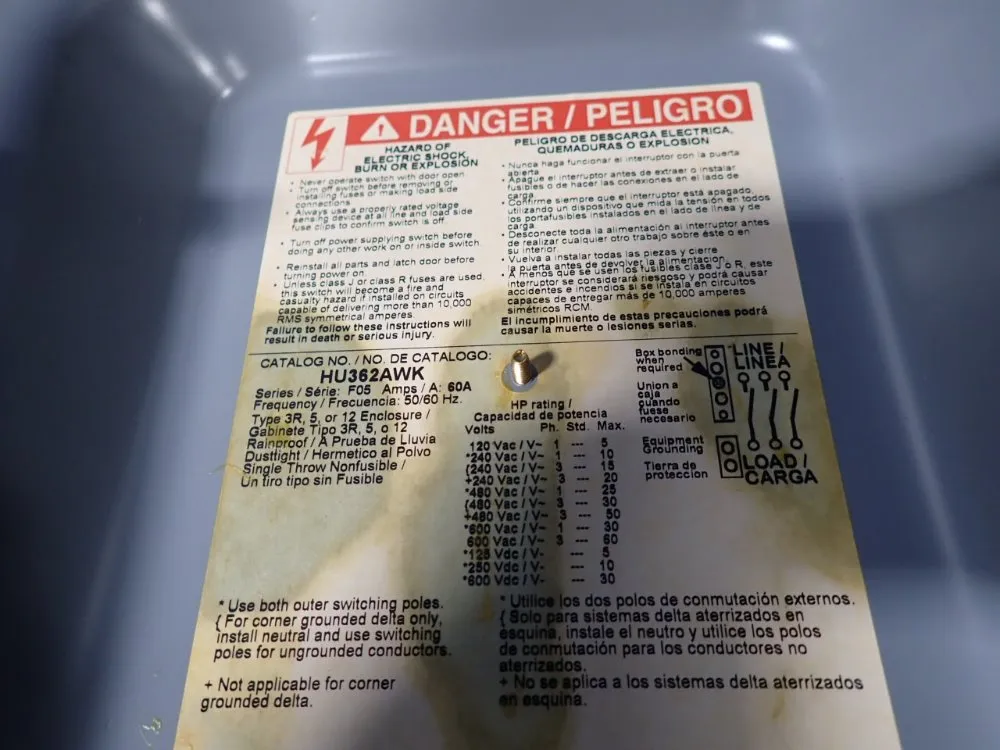 DANGER / PELIGRO
HAZARD OF
ELECTRIC SHOCK,
BURN OR EXPLOSION
• Never operate switch with door open
• Turn off switch before removing or
installing fuses or making load side
connections.
• Always use a properly rated voltage
sensing device at all line and load side
fuse clips to confirm switch is off.
• Turn off power supplying switch before
doing any other work on or inside switch.
• Reinstall all parts and latch door before
turning power on.
• Unless class J or class R fuses are used,
this switch will become a fire and
casualty hazard if installed on circuits
capable of delivering more than 10,000
RMS symmetrical amperes.
Failure to follow these instructions will
result in death or serious injury.
PELIGRO DE DESCARGA ELECTRICA,
QUEMADURAS O EXPLOSION
• Nunca haga funcionar el interruptor con la puerta
abierta
• Apague el interruptor antes de extraer o instalar
fusibles o de hacer las conexiones en el lado de
carga.
• Confirme siempre que el interruptor está apagado,
utilizando un dispositivo que mida la tensión en todos
los portafusibles instalados en el lado de línea y de
carga.
• Desconecte toda la alimentación al interruptor antes
de realizar cualquier otro trabajo sobre éste o en
su interior.
• Vuelva a instalar todas las piezas y cierre
la puerta antes de devolver la alimentación.
• A menos que se usen los fusibles clase J o R, este
interruptor se considerará riesgoso y podrá causar
accidentes e incendios si se instala en circuitos
capaces de entregar más de 10,000 amperes
simétricos RCM.
El incumplimiento de estas precauciones podrá
causar la muerte o lesiones serias.
CATALOG NO. / NO. DE CATALOGO:
HU362AWK
Series / Série: F05 Amps / A: 60A
Frequency / Frecuencia: 50/60 Hz.
Type 3R, 5, or 12 Enclosure /
Gabinete Tipo 3R, 5, o 12
Rainproof / A Prueba de Lluvia
Dusttight / Hermetico al Polvo
Single Throw Nonfusible /
Un tiro tipo sin Fusible
HP rating /
Capacidad de potencia
Volts Ph. Std. Max.
120 Vac / V~ 1 --- 5
*240 Vac / V~ 1 --- 10
{240 Vac / V~ 3 --- 15
+240 Vac / V~ 3 --- 20
*480 Vac / V~ 1 --- 25
{480 Vac / V~ 3 --- 30
+480 Vac / V~ 3 --- 50
*600 Vac / V~ 1 --- 30
600 Vac / V~ 3 --- 60
*125 Vdc / V- --- 5
*250 Vdc / V- --- 10
*600 Vdc / V- --- 30
Box bonding
when
required
Union a
caja
cuando
fuese
necesario
Equipment
Grounding
Tierra de
proteccion
LINE /
LINEA
LOAD /
CARGA
* Use both outer switching poles.
{ For corner grounded delta only,
install neutral and use switching
poles for ungrounded conductors.
+ Not applicable for corner
grounded delta.
* Utilice los dos polos de conmutación externos.
{ Solo para sistemas delta aterrizados en
esquina, instale el neutro y utilice los polos
de conmutación para los conductores no
aterrizados.
+ No se aplica a los sistemas delta aterrizados
en esquina.